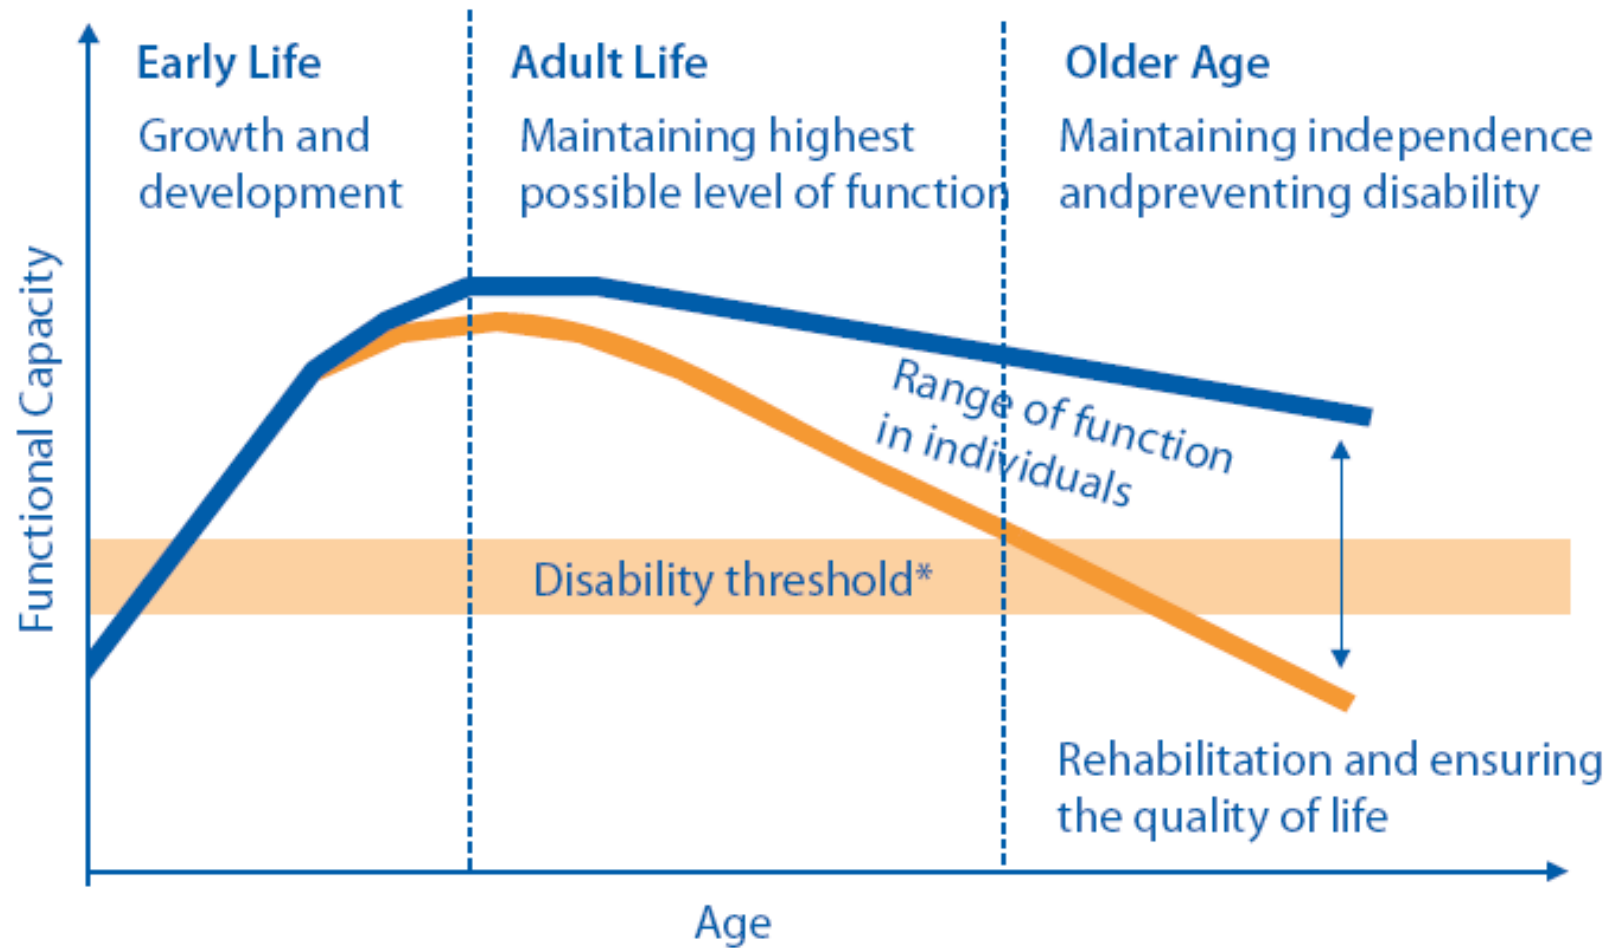 Early Life
Growth and
development
Adult Life
Maintaining highest
possible level of function
Older Age
Maintaining independence
andpreventing disability
Functional Capacity
Range of function
in individuals
Disability threshold*
Rehabilitation and ensuring
the quality of life
Age